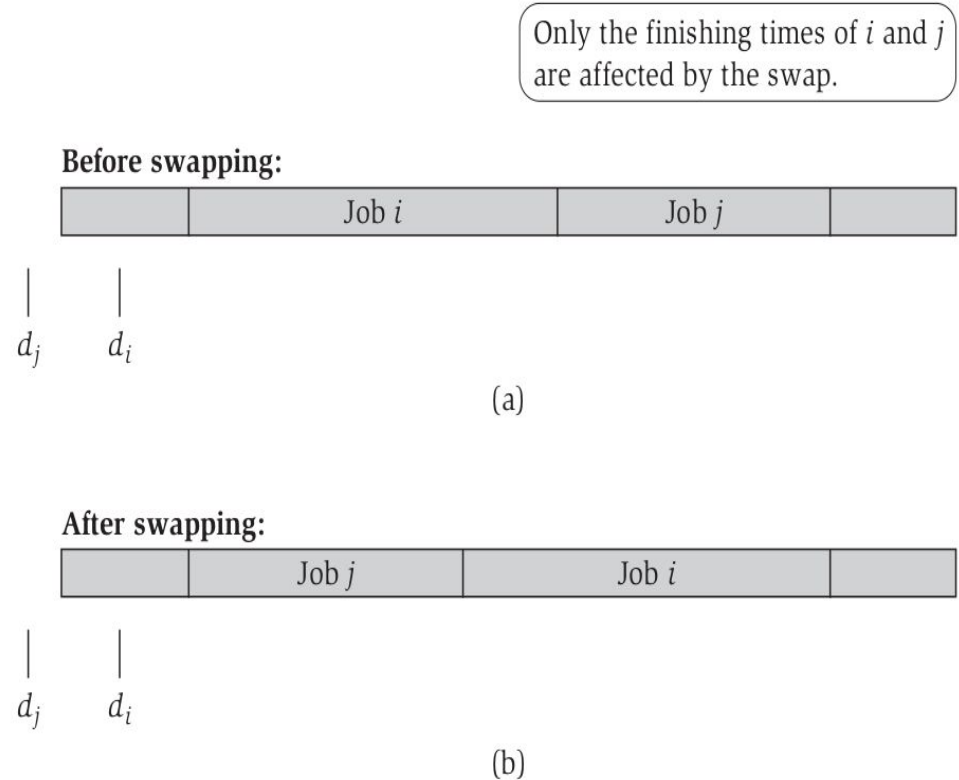 Only the finishing times of i and j
are affected by the swap.
Before swapping:
Job i
Job j
d_j
d_i
(a)
After swapping:
Job j
Job i
d_j
d_i
(b)